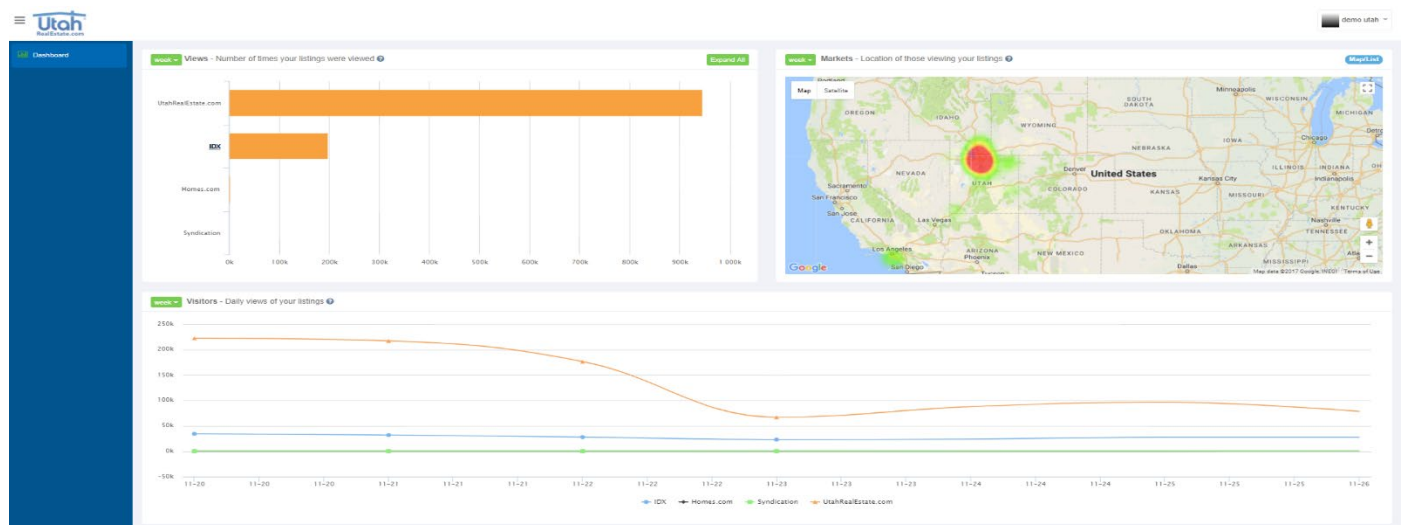 Utah
RealEstate.com
demo utah
Dashboard
week Views - Number of times your listings were viewed
Expand All
UtahRealEstate.com
IDX
Homes.com
Syndication
0k 100k 200k 300k 400k 500k 600k 700k 800k 900k 1 000k
week Markets - Location of those viewing your listings
Map/List
Map Satellite
Portland
Minneapolis
SOUTH
DAKOTA
WISCONSIN
OREGON
IDAHO
MICHIGAN
WYOMING
Detro
IOWA
Chicago
NEBRASKA
ILLINOIS INDIANA OH
Denver United States
NEVADA
Kansas City
Indianapolis
Sacramento
UTAH
COLORADO
KANSAS
MISSOURI
San Francisco
San Jose
KENTUCKY
CALIFORNIA
Las Vegas
Nashville
OKLAHOMA
TENNESSEE
ARKANSAS
Los Angeles
ARIZONA
NEW MEXICO
Phoenix
MISSISSIPPI
Atla
Google
San Diego
Tucson
Dallas
Map data ©2017 Google, INEGI Terms of Use
week Visitors - Daily views of your listings
250k
200k
150k
100k
50k
0k
-50k
11-20 11-20 11-20 11-21 11-21 11-21 11-22 11-22 11-22 11-23 11-23 11-23 11-24 11-24 11-24 11-25 11-25 11-25 11-26
IDX Homes.com Syndication UtahRealEstate.com